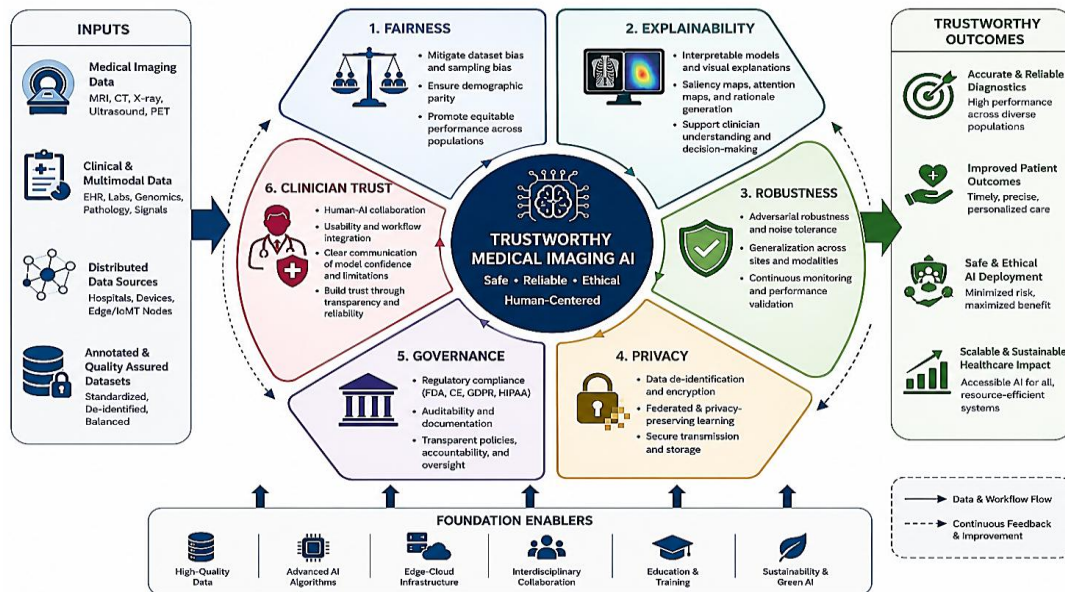 INPUTS
Medical Imaging
Data
MRI, CT, X-ray,
Ultrasound, PET
Clinical &
Multimodal Data
EHR, Labs, Genomics,
Pathology, Signals
Distributed
Data Sources
Hospitals, Devices,
Edge/IoMT Nodes
Annotated &
Quality Assured
Datasets
Standardized,
De-identified,
Balanced
1. FAIRNESS
• Mitigate dataset bias
and sampling bias
• Ensure demographic
parity
• Promote equitable
performance across
populations
2. EXPLAINABILITY
• Interpretable models
and visual explanations
• Saliency maps, attention
maps, and rationale
generation
• Support clinician
understanding and
decision-making
6. CLINICIAN TRUST
• Human-AI collaboration
• Usability and workflow
integration
• Clear communication
of model confidence
and limitations
• Build trust through
transparency and
reliability
TRUSTWORTHY
MEDICAL IMAGING AI
Safe • Reliable • Ethical
Human-Centered
3. ROBUSTNESS
• Adversarial robustness
and noise tolerance
• Generalization across
sites and modalities
• Continuous monitoring
and performance
validation
5. GOVERNANCE
• Regulatory compliance
(FDA, CE, GDPR, HIPAA)
• Auditability and
documentation
• Transparent policies,
accountability, and
oversight
4. PRIVACY
• Data de-identification
and encryption
• Federated & privacy-
preserving learning
• Secure transmission
and storage
TRUSTWORTHY
OUTCOMES
Accurate & Reliable
Diagnostics
High performance
across diverse
populations
Improved Patient
Outcomes
Timely, precise,
personalized care
Safe & Ethical
AI Deployment
Minimized risk,
maximized benefit
Scalable & Sustainable
Healthcare Impact
Accessible AI for all,
resource-efficient
systems
Data & Workflow Flow
Continuous Feedback
& Improvement
FOUNDATION ENABLERS
High-Quality
Data
Advanced AI
Algorithms
Edge-Cloud
Infrastructure
Interdisciplinary
Collaboration
Education &
Training
Sustainability &
Green AI